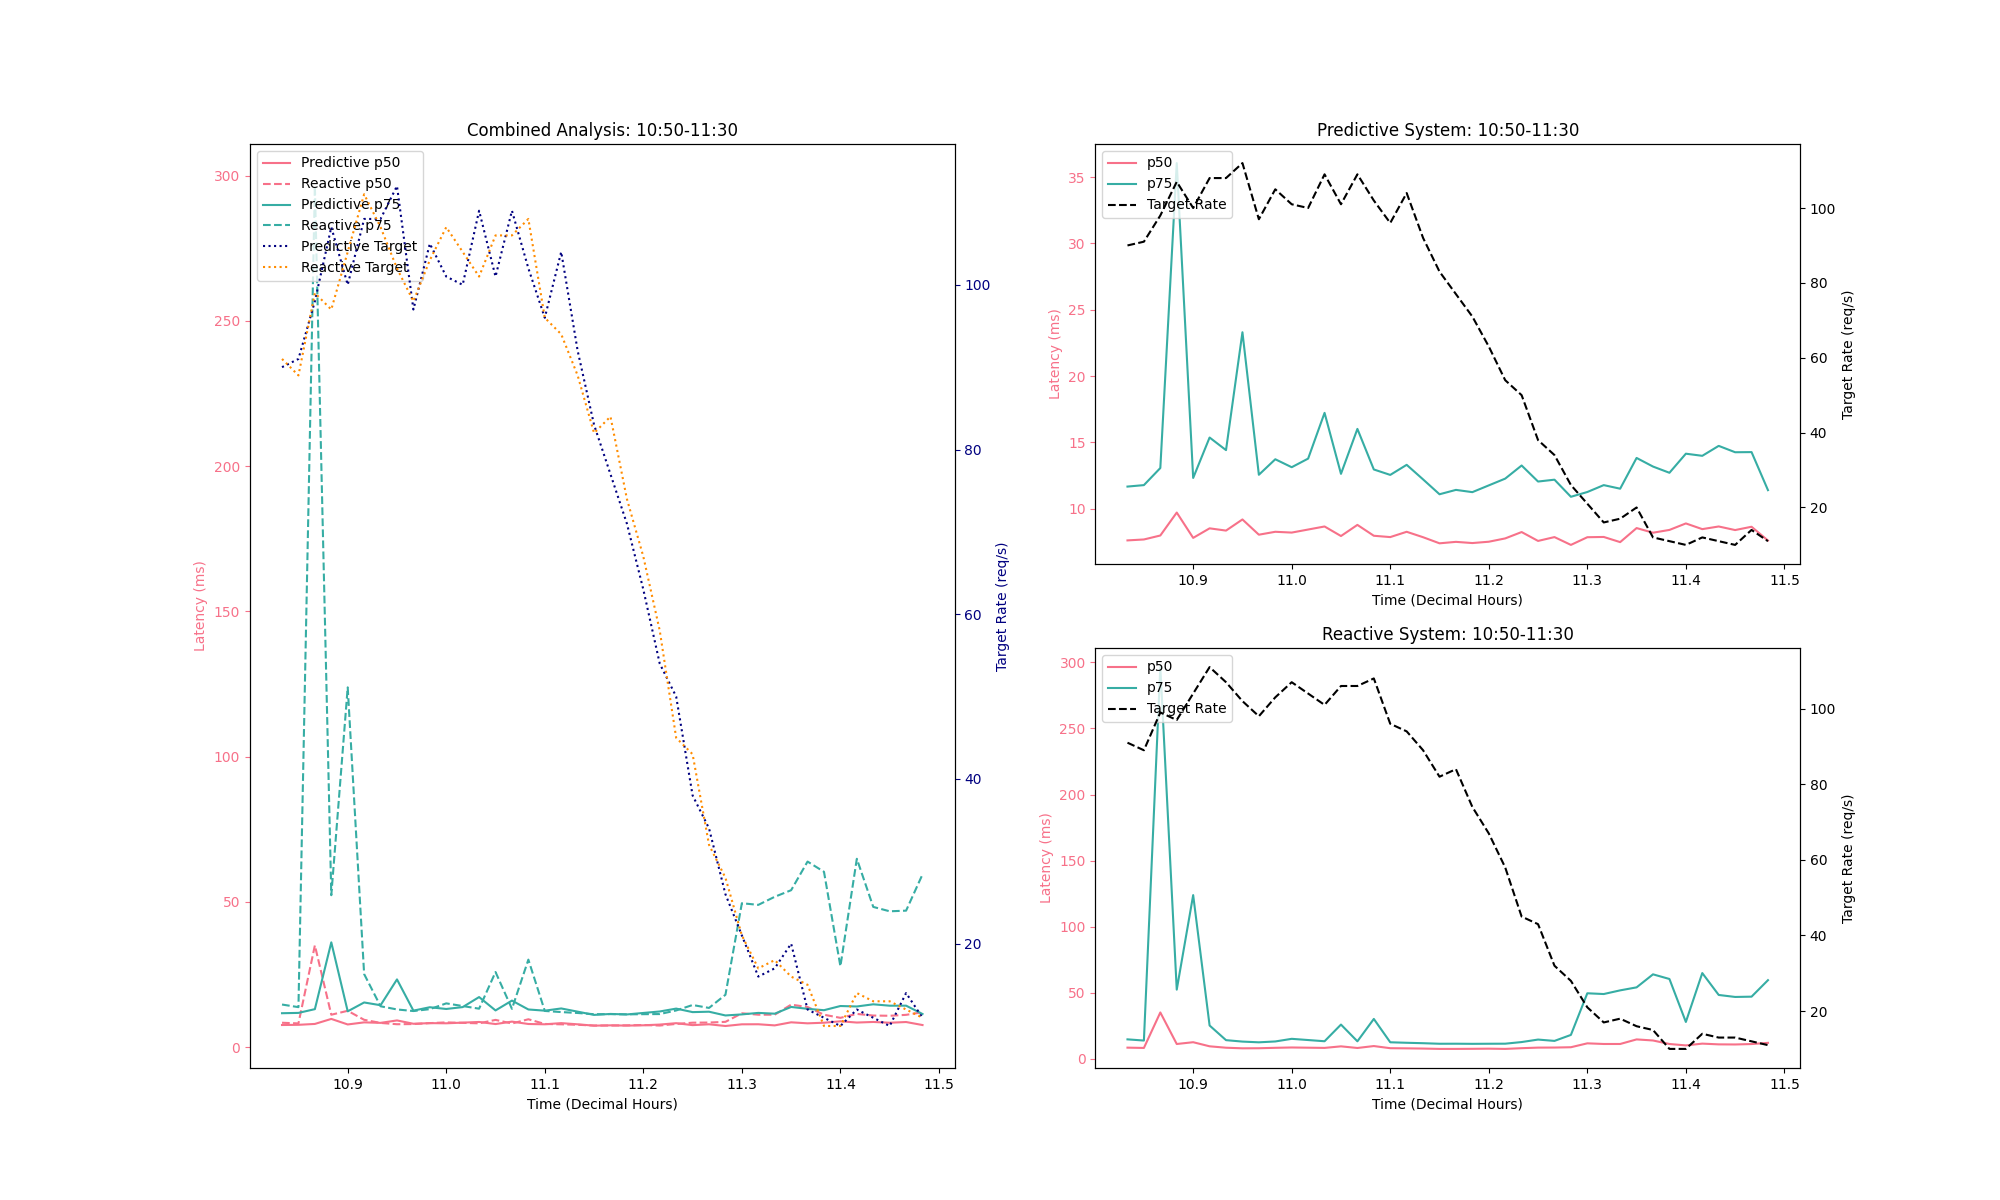 Combined Analysis: 10:50-11:30
Predictive p50
Reactive p50
Predictive p75
Reactive p75
Predictive Target
Reactive Target
300
250
200
150
100
50
0
Latency (ms)
100
80
60
40
20
Target Rate (req/s)
10.9 11.0 11.1 11.2 11.3 11.4 11.5
Time (Decimal Hours)
Predictive System: 10:50-11:30
p50
p75
Target Rate
35
30
25
20
15
10
Latency (ms)
100
80
60
40
20
Target Rate (req/s)
10.9 11.0 11.1 11.2 11.3 11.4 11.5
Time (Decimal Hours)
Reactive System: 10:50-11:30
p50
p75
Target Rate
300
250
200
150
100
50
0
Latency (ms)
100
80
60
40
20
Target Rate (req/s)
10.9 11.0 11.1 11.2 11.3 11.4 11.5
Time (Decimal Hours)